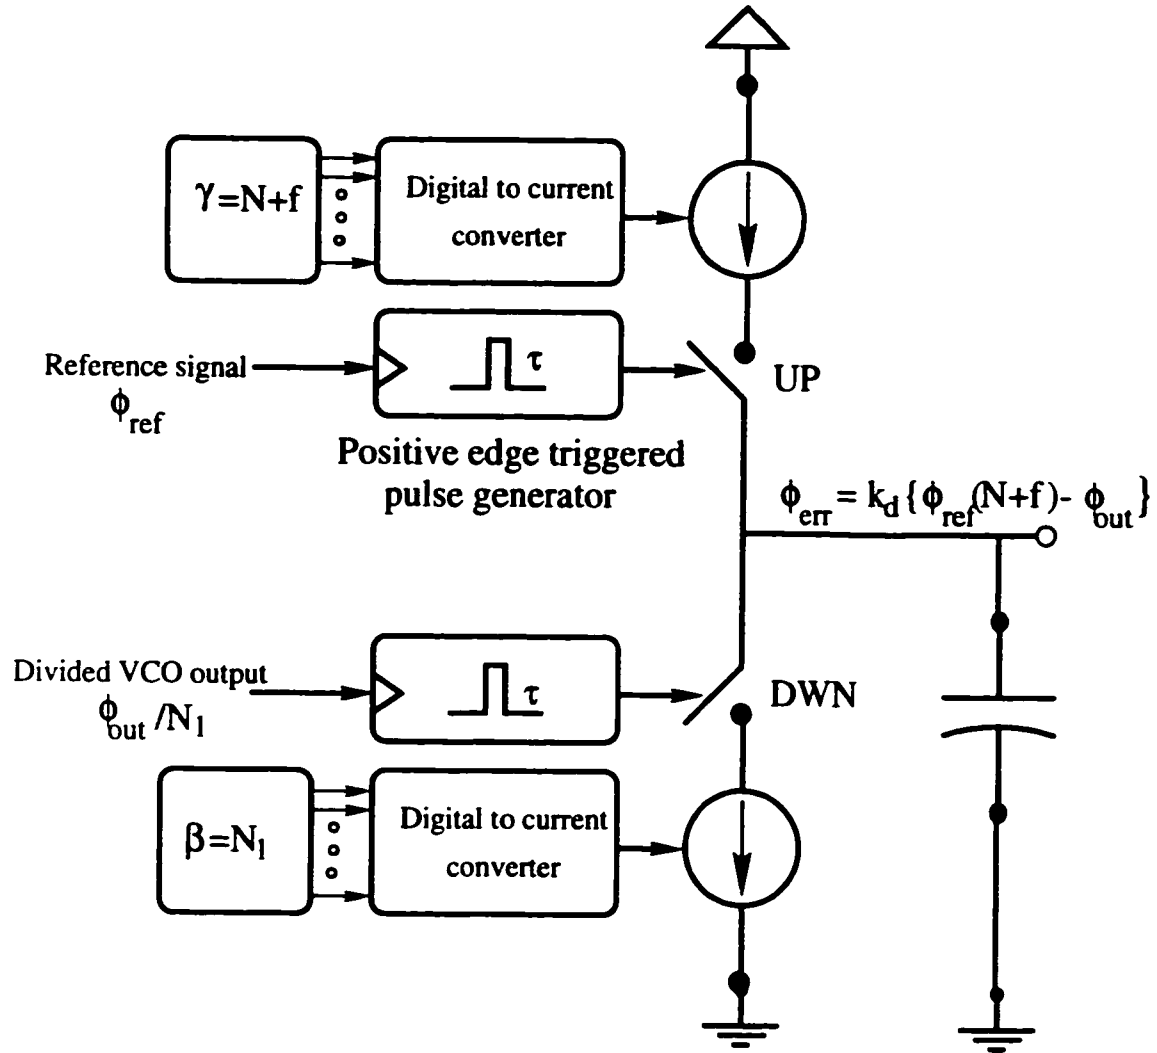 γ=N+f
Digital to current
converter
Reference signal
ϕref
τ
UP
Positive edge triggered
pulse generator
ϕerr = kd{ϕref(N+f)- ϕout}
Divided VCO output
ϕout/N1
τ
DWN
β=N1
Digital to current
converter